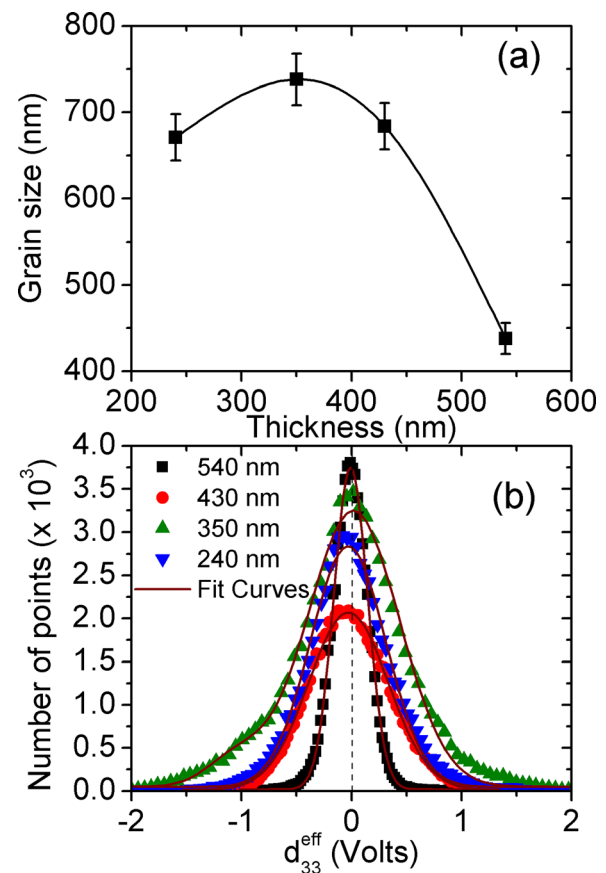 (a)
800
700
600
500
400
Grain size (nm)
200 300 400 500 600
Thickness (nm)
(b)
4.0
3.5
3.0
2.5
2.0
1.5
1.0
0.5
0.0
Number of points (x 10³)
540 nm
430 nm
350 nm
240 nm
Fit Curves
-2 -1 0 1 2
d₃₃ᵉᶠᶠ (Volts)